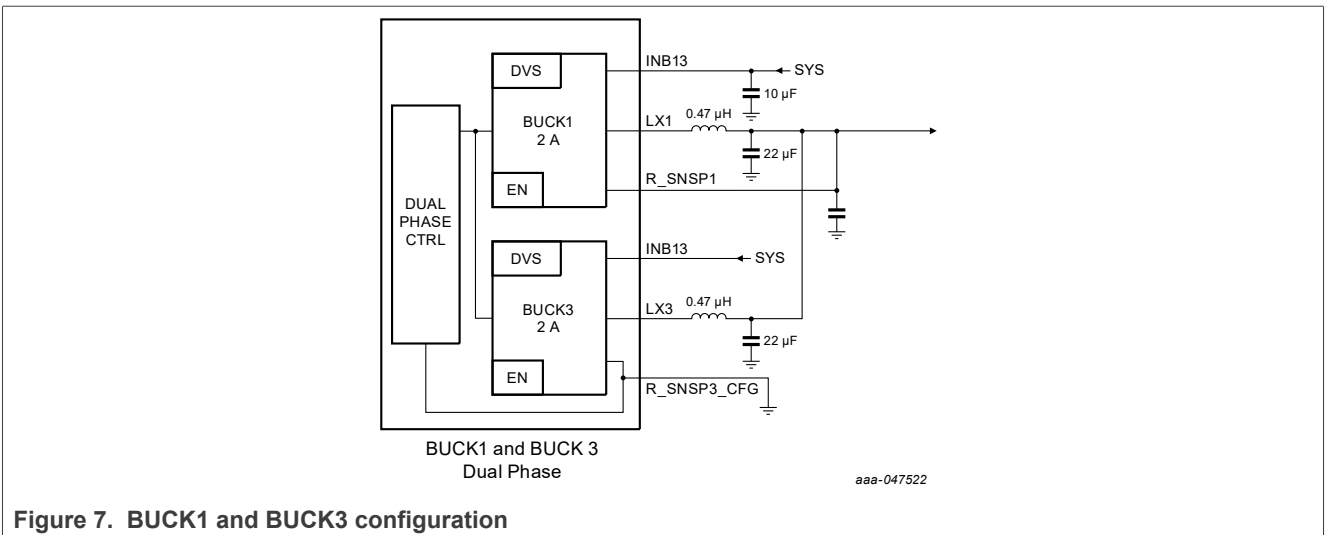 INB13
SYS
DVS
10 µF
BUCK1
2 A
LX1
0.47 µH
22 µF
R_SNSP1
EN
DUAL
PHASE
CTRL
INB13
SYS
DVS
BUCK3
2 A
LX3
0.47 µH
22 µF
EN
R_SNSP3_CFG
BUCK1 and BUCK 3
Dual Phase
aaa-047522
Figure 7. BUCK1 and BUCK3 configuration